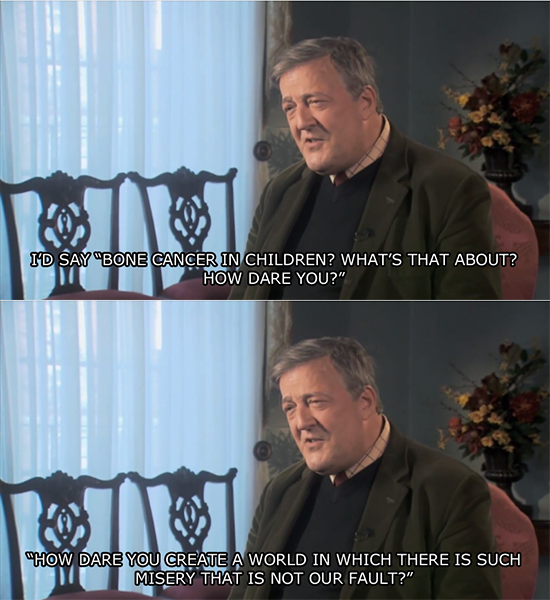 I'D SAY “BONE CANCER IN CHILDREN? WHAT'S THAT ABOUT?
HOW DARE YOU?”
“HOW DARE YOU CREATE A WORLD IN WHICH THERE IS SUCH
MISERY THAT IS NOT OUR FAULT?”